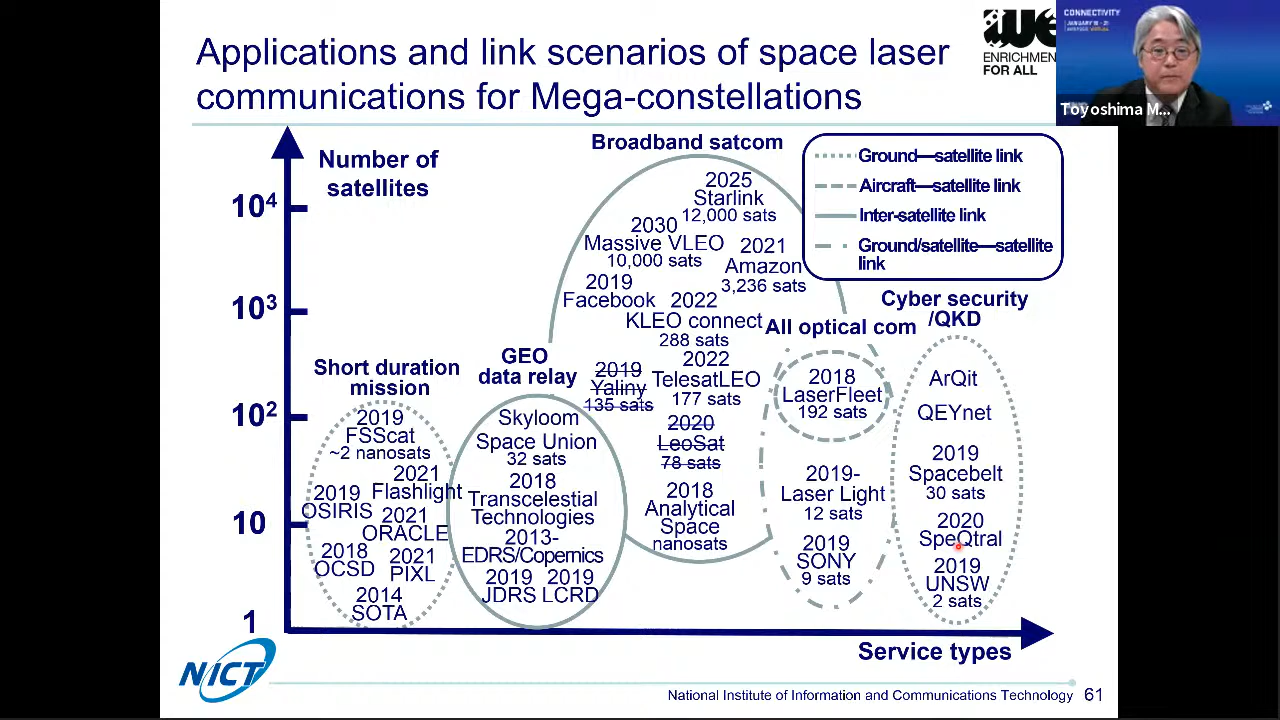 Applications and link scenarios of space laser
communications for Mega-constellations
ENRICHMENT
FOR ALL
CONNECTIVITY
Toyoshima M...
Number of
satellites
10⁴
10³
10²
10
1
Service types
Ground—satellite link
Aircraft—satellite link
Inter-satellite link
Ground/satellite—satellite
link
Short duration
mission
2019
FSScat
~2 nanosats
2021
Flashlight
2019
OSIRIS
2021
ORACLE
2018
OCSD
2021
PIXL
2014
SOTA
GEO
data relay
Skyloom
Space Union
32 sats
2018
Transcelestial
Technologies
2013-
EDRS/Copernics
2019 2019
JDRS LCRD
Broadband satcom
2025
Starlink
12,000 sats
2030
Massive VLEO
10,000 sats
2021
Amazon
3,236 sats
2019
Facebook
2022
KLEO connect
288 sats
2022
TelesatLEO
177 sats
2019
Yaliny
135 sats
2020
LeoSat
78 sats
2018
Analytical
Space
nanosats
All optical com
2018
LaserFleet
192 sats
2019-
Laser Light
12 sats
2019
SONY
9 sats
Cyber security
/QKD
ArQit
QEYnet
2019
Spacebelt
30 sats
2020
SpeQtral
2019
UNSW
2 sats
NICT
National Institute of Information and Communications Technology 61